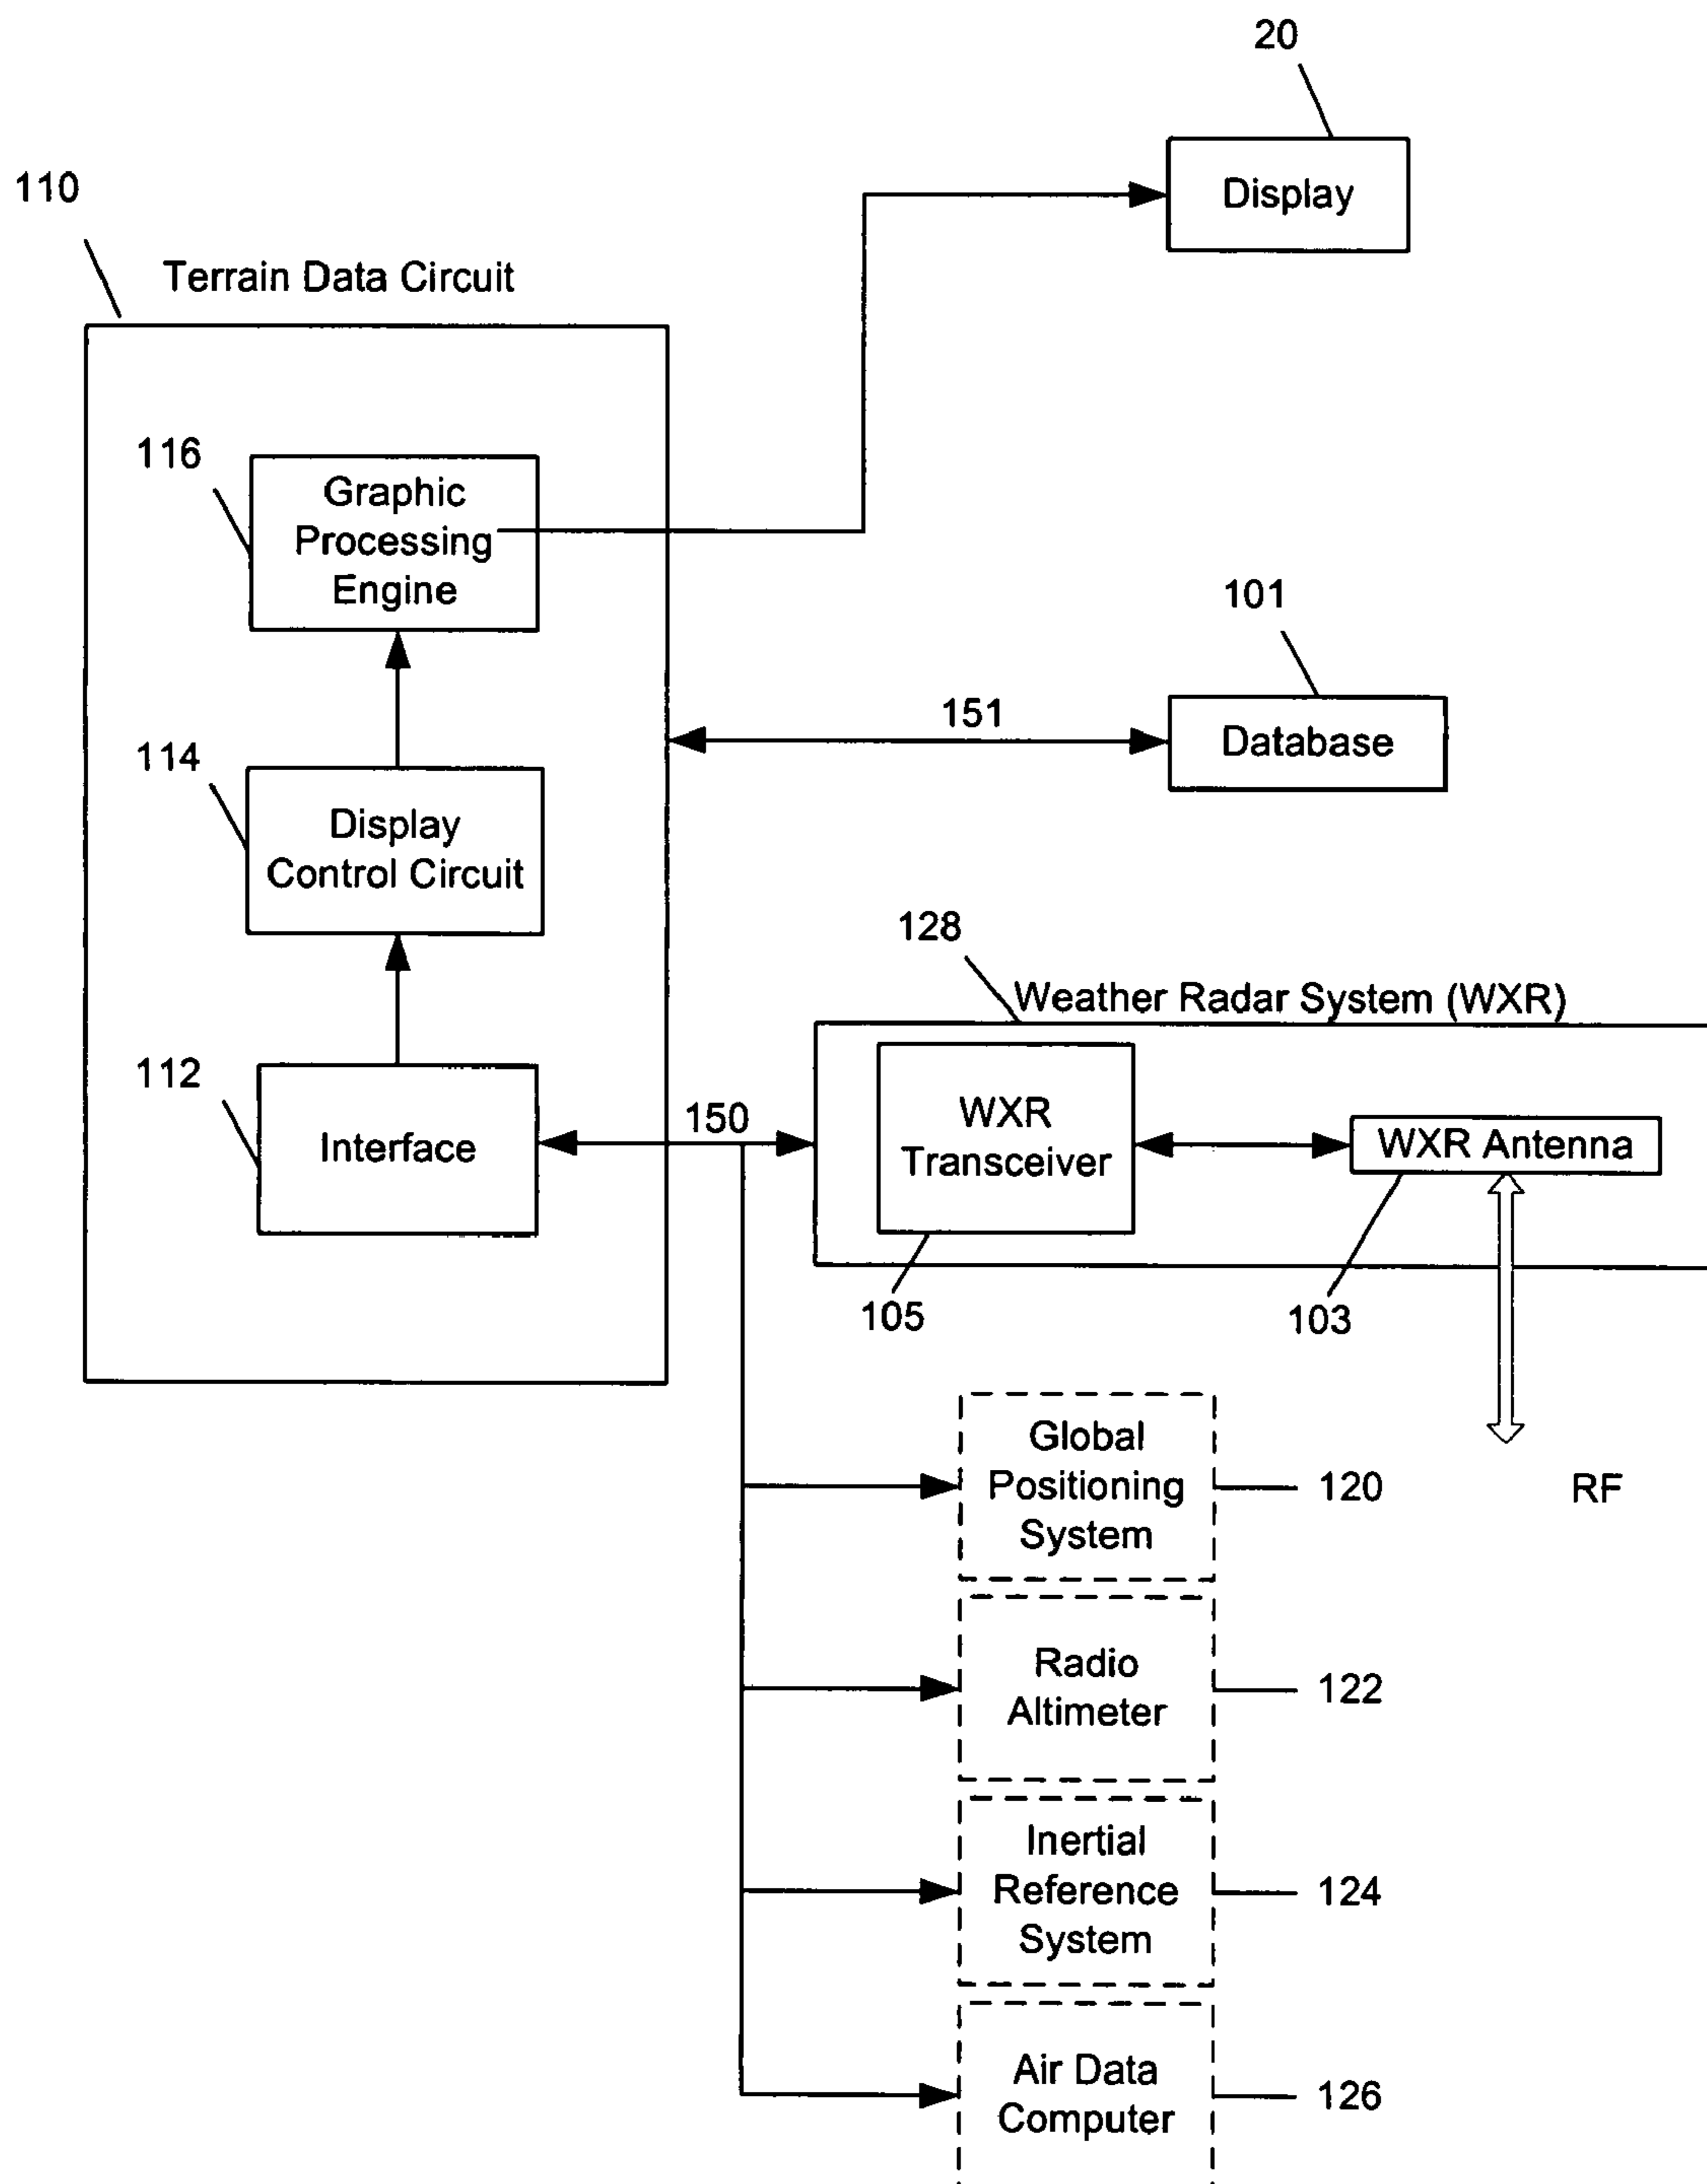 20
Display
110
Terrain Data Circuit
116
Graphic
Processing
Engine
101
151
Database
114
Display
Control Circuit
128
Weather Radar System (WXR)
112
Interface
150
WXR
Transceiver
WXR Antenna
105
103
Global
Positioning
System
120
RF
Radio
Altimeter
122
Inertial
Reference
System
124
Air Data
Computer
126